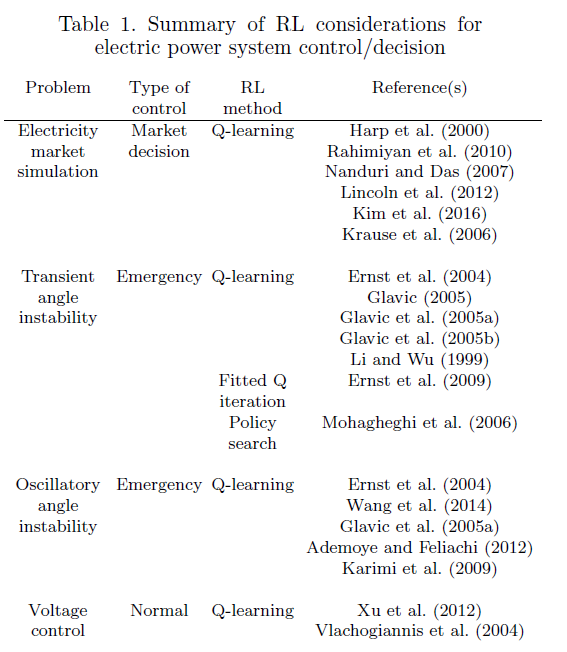 Table 1. Summary of RL considerations for
electric power system control/decision
Problem Type of control RL method Reference(s)
Electricity Market Q-learning Harp et al. (2000)
market decision Rahimiyan et al. (2010)
simulation Nanduri and Das (2007)
Lincoln et al. (2012)
Kim et al. (2016)
Krause et al. (2006)
Transient Emergency Q-learning Ernst et al. (2004)
angle Glavic (2005)
instability Glavic et al. (2005a)
Glavic et al. (2005b)
Li and Wu (1999)
Fitted Q Ernst et al. (2009)
iteration
Policy Mohagheghi et al. (2006)
search
Oscillatory Emergency Q-learning Ernst et al. (2004)
angle Wang et al. (2014)
instability Glavic et al. (2005a)
Ademoye and Feliachi (2012)
Karimi et al. (2009)
Voltage Normal Q-learning Xu et al. (2012)
control Vlachogiannis et al. (2004)